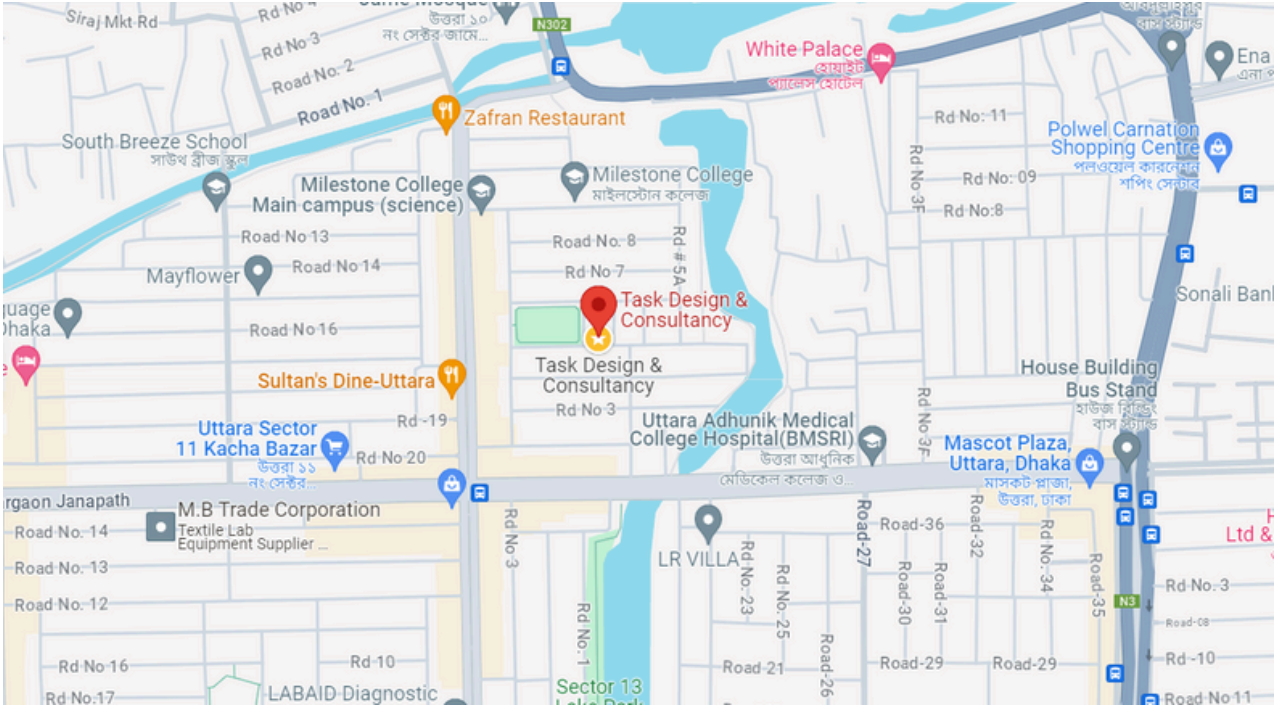 Siraj Mkt Rd
Rd No 3
Road No. 2
Road No. 1
উত্তরা ১০
নং সেক্টর জামে...
N302
White Palace
হোয়াইট
প্যালেস হোটেল
বাস স্ট্যান্ড
Ena
Zafran Restaurant
South Breeze School
সাউথ ব্রীজ স্কুল
Milestone College
Main campus (science)
Milestone College
মাইলস্টোন কলেজ
Rd No: 11
Rd No: 09
Rd No:8
Rd No 3F
Polwel Carnation
Shopping Centre
পলওয়েল কারনেশন
শপিং সেন্টার
Road No 13
Road No 14
Mayflower
Road No 16
Road No. 8
Rd No 7
Rd # 5A
Task Design &
Consultancy
Task Design &
Consultancy
Sonali Bank
Dhaka
Sultan's Dine-Uttara
Rd -19
Rd No 3
Uttara Sector
11 Kacha Bazar
উত্তরা ১১
নং সেক্টর...
Rd No 20
Uttara Adhunik Medical
College Hospital(BMSRI)
উত্তরা আধুনিক
মেডিকেল কলেজ ও...
Rd No 3F
House Building
Bus Stand
হাউজ বিল্ডিং
বাস স্ট্যান্ড
Mascot Plaza,
Uttara, Dhaka
মাসকট প্লাজা,
উত্তরা, ঢাকা
rgaon Janapath
M.B Trade Corporation
Textile Lab
Equipment Supplier ...
Road No. 14
Road No. 13
Road No. 12
Rd No 16
Rd No.17
Rd 10
LABAID Diagnostic
Rd No 3
Rd No. 1
Sector 13
LR VILLA
Rd No. 23
Rd No. 25
Road 21
Road-26
Road-27
Road-36
Road-30
Road-31
Road-32
Road-29
Road-29
Rd No. 34
Road-35
N3
Ltd &
Rd No. 3
Road-08
Rd -10
Road No 11